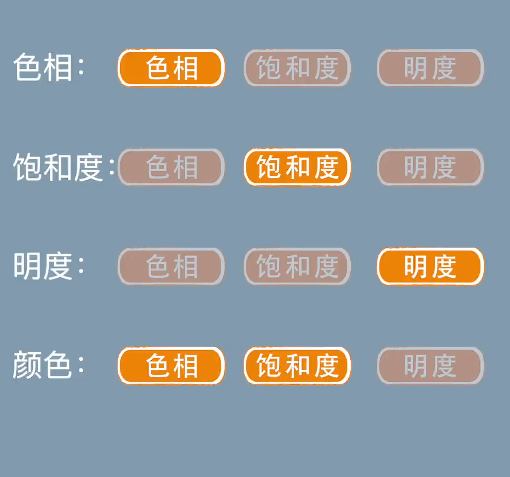 色相： 色相 饱和度 明度
饱和度： 色相 饱和度 明度
明度： 色相 饱和度 明度
颜色： 色相 饱和度 明度